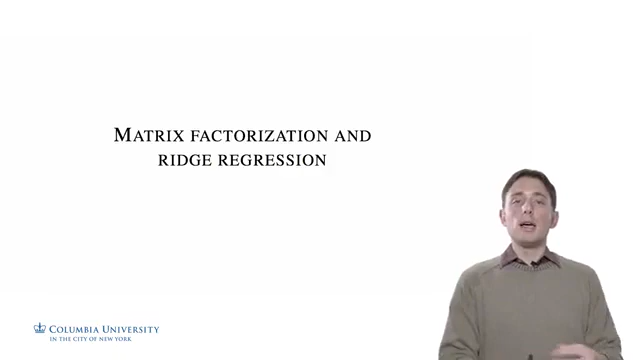 MATRIX FACTORIZATION AND
RIDGE REGRESSION
COLUMBIA UNIVERSITY
IN THE CITY OF NEW YORK